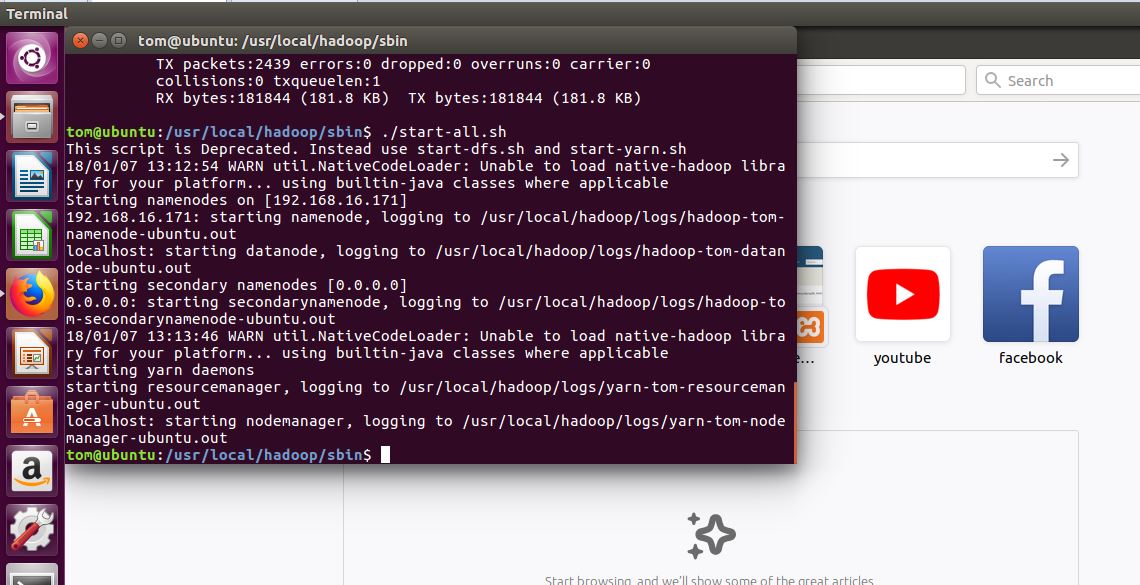 Terminal
tom@ubuntu: /usr/local/hadoop/sbin
TX packets:2439 errors:0 dropped:0 overruns:0 carrier:0
collisions:0 txqueuelen:1
RX bytes:181844 (181.8 KB)  TX bytes:181844 (181.8 KB)
tom@ubuntu:/usr/local/hadoop/sbin$ ./start-all.sh
This script is Deprecated. Instead use start-dfs.sh and start-yarn.sh
18/01/07 13:12:54 WARN util.NativeCodeLoader: Unable to load native-hadoop libra
ry for your platform... using builtin-java classes where applicable
Starting namenodes on [192.168.16.171]
192.168.16.171: starting namenode, logging to /usr/local/hadoop/logs/hadoop-tom-
namenode-ubuntu.out
localhost: starting datanode, logging to /usr/local/hadoop/logs/hadoop-tom-datan
ode-ubuntu.out
Starting secondary namenodes [0.0.0.0]
0.0.0.0: starting secondarynamenode, logging to /usr/local/hadoop/logs/hadoop-to
m-secondarynamenode-ubuntu.out
18/01/07 13:13:46 WARN util.NativeCodeLoader: Unable to load native-hadoop libra
ry for your platform... using builtin-java classes where applicable
starting yarn daemons
starting resourcemanager, logging to /usr/local/hadoop/logs/yarn-tom-resourceman
ager-ubuntu.out
localhost: starting nodemanager, logging to /usr/local/hadoop/logs/yarn-tom-node
manager-ubuntu.out
tom@ubuntu:/usr/local/hadoop/sbin$
Search
e...
youtube
facebook
Start browsing, and we'll show some of the great articles